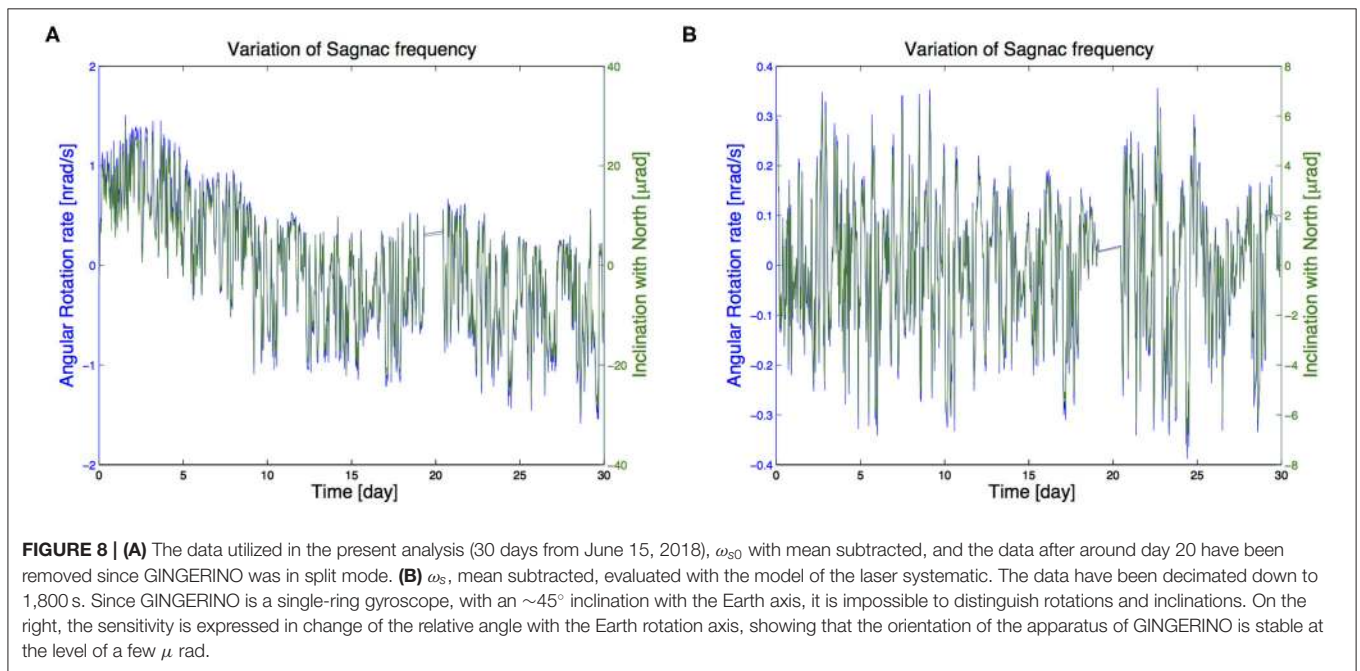 A
Variation of Sagnac frequency
2
1
0
−1
−2
Angular Rotation rate [nrad/s]
40
20
0
−20
−40
Inclination with North [μrad]
0 5 10 15 20 25 30
Time [day]
B
Variation of Sagnac frequency
0.4
0.3
0.2
0.1
0
−0.1
−0.2
−0.3
−0.4
Angular Rotation rate [nrad/s]
8
6
4
2
0
−2
−4
−6
−8
Inclination with North [μrad]
0 5 10 15 20 25 30
Time [day]
FIGURE 8 | (A) The data utilized in the present analysis (30 days from June 15, 2018), ωs0 with mean subtracted, and the data after around day 20 have been
removed since GINGERINO was in split mode. (B) ωs, mean subtracted, evaluated with the model of the laser systematic. The data have been decimated down to
1,800 s. Since GINGERINO is a single-ring gyroscope, with an ∼45° inclination with the Earth axis, it is impossible to distinguish rotations and inclinations. On the
right, the sensitivity is expressed in change of the relative angle with the Earth rotation axis, showing that the orientation of the apparatus of GINGERINO is stable at
the level of a few μ rad.